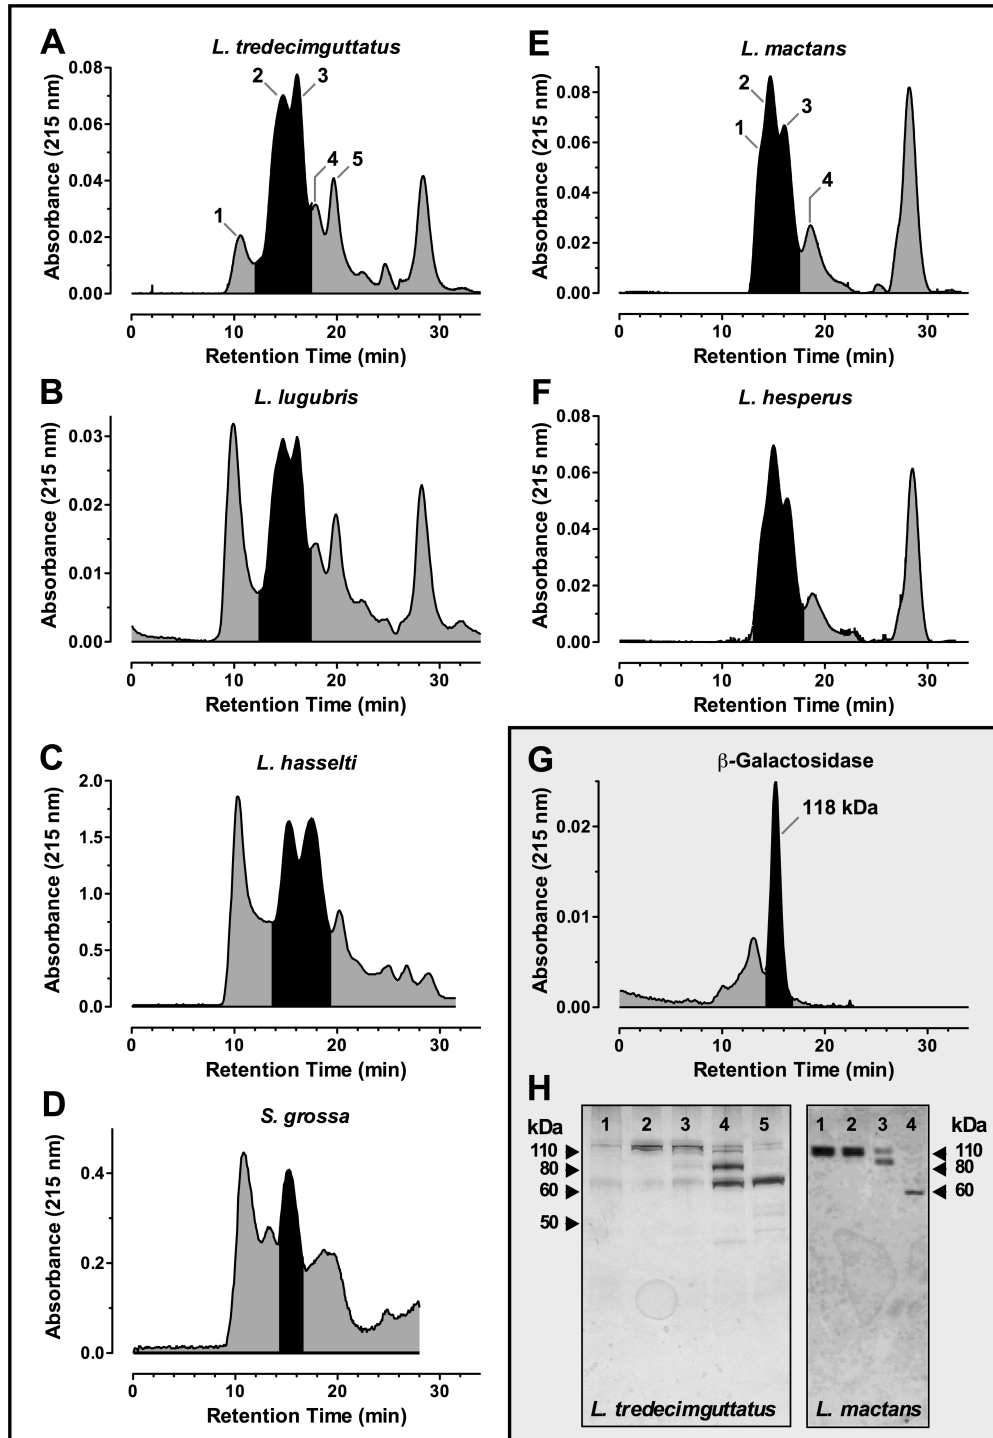 A
L. tredecimguttatus
Absorbance (215 nm)
0.08
0.06
0.04
0.02
0.00
1
2
3
4
5
0 10 20 30
Retention Time (min)
E
L. mactans
Absorbance (215 nm)
0.08
0.06
0.04
0.02
0.00
1
2
3
4
0 10 20 30
Retention Time (min)
B
L. lugubris
Absorbance (215 nm)
0.03
0.02
0.01
0.00
0 10 20 30
Retention Time (min)
F
L. hesperus
Absorbance (215 nm)
0.08
0.06
0.04
0.02
0.00
0 10 20 30
Retention Time (min)
C
L. hasselti
Absorbance (215 nm)
2.0
1.5
1.0
0.5
0.0
0 10 20 30
Retention Time (min)
G
β-Galactosidase
Absorbance (215 nm)
0.02
0.01
0.00
118 kDa
0 10 20 30
Retention Time (min)
D
S. grossa
Absorbance (215 nm)
0.4
0.2
0.0
0 10 20 30
Retention Time (min)
H
kDa
110
80
60
50
1 2 3 4 5
L. tredecimguttatus
1 2 3 4
kDa
110
80
60
L. mactans